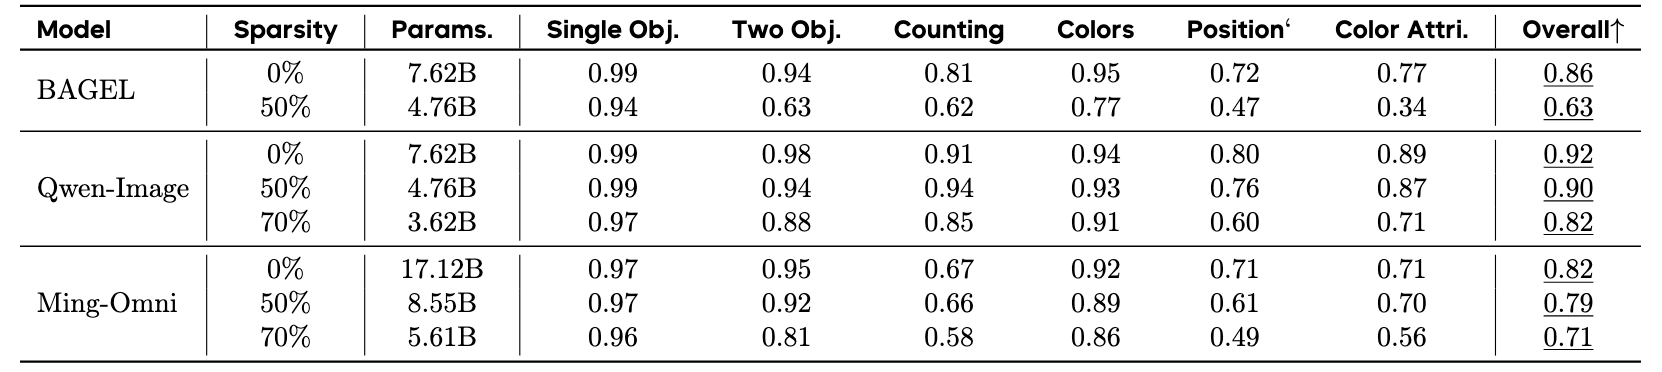 Model Sparsity Params. Single Obj. Two Obj. Counting Colors Position‘ Color Attri. Overall↑
BAGEL
0% 7.62B 0.99 0.94 0.81 0.95 0.72 0.77 0.86
50% 4.76B 0.94 0.63 0.62 0.77 0.47 0.34 0.63
Qwen-Image
0% 7.62B 0.99 0.98 0.91 0.94 0.80 0.89 0.92
50% 4.76B 0.99 0.94 0.94 0.93 0.76 0.87 0.90
70% 3.62B 0.97 0.88 0.85 0.91 0.60 0.71 0.82
Ming-Omni
0% 17.12B 0.97 0.95 0.67 0.92 0.71 0.71 0.82
50% 8.55B 0.97 0.92 0.66 0.89 0.61 0.70 0.79
70% 5.61B 0.96 0.81 0.58 0.86 0.49 0.56 0.71